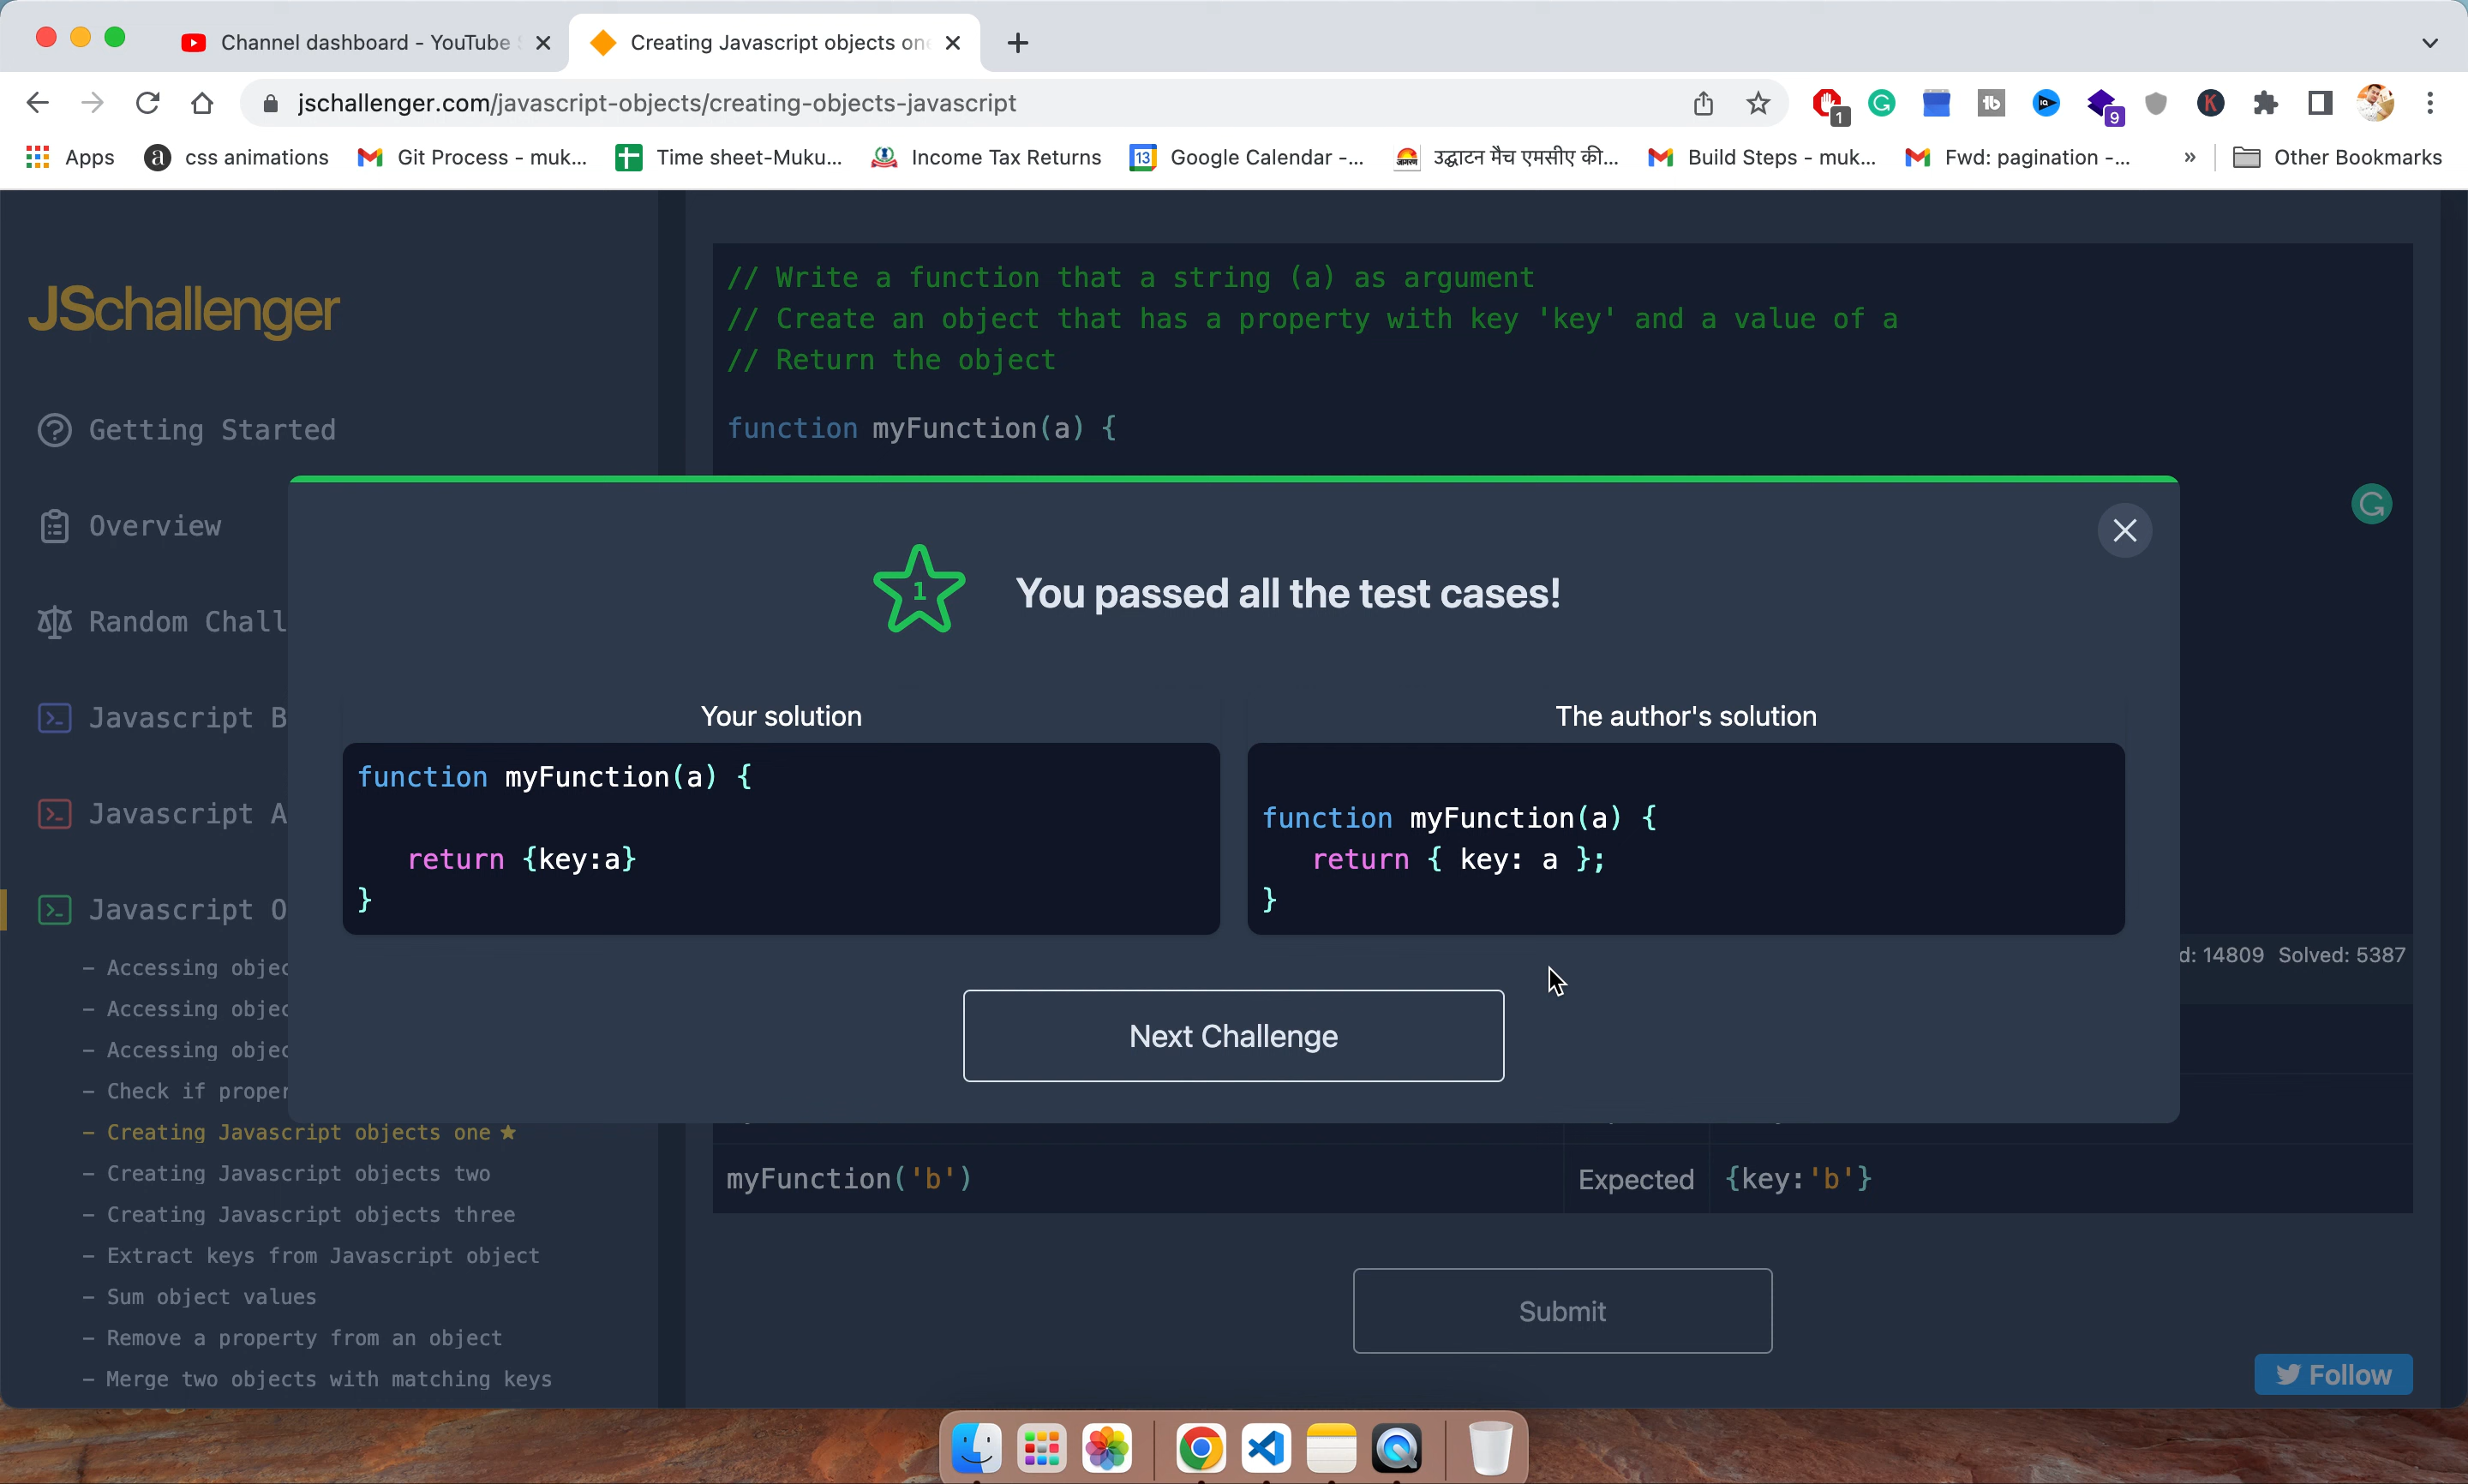 Channel dashboard - YouTube
Creating Javascript objects on
jschallenger.com/javascript-objects/creating-objects-javascript
1
9
Apps
css animations
Git Process - muk...
Time sheet-Muku...
Income Tax Returns
13
Google Calendar -...
उद्घाटन मैच एमसीए की...
Build Steps - muk...
Fwd: pagination -...
»
Other Bookmarks
JSchallenger
Getting Started
Overview
Random Chall
Javascript B
Javascript A
Javascript O
- Accessing objec
- Accessing objec
- Accessing objec
- Check if proper
- Creating Javascript objects one ★
- Creating Javascript objects two
- Creating Javascript objects three
- Extract keys from Javascript object
- Sum object values
- Remove a property from an object
- Merge two objects with matching keys
// Write a function that a string (a) as argument
// Create an object that has a property with key 'key' and a value of a
// Return the object
function myFunction(a) {
1
You passed all the test cases!
Your solution
function myFunction(a) {
return {key:a}
}
The author's solution
function myFunction(a) {
return { key: a };
}
Next Challenge
d: 14809 Solved: 5387
myFunction('b') Expected {key:'b'}
Submit
Follow